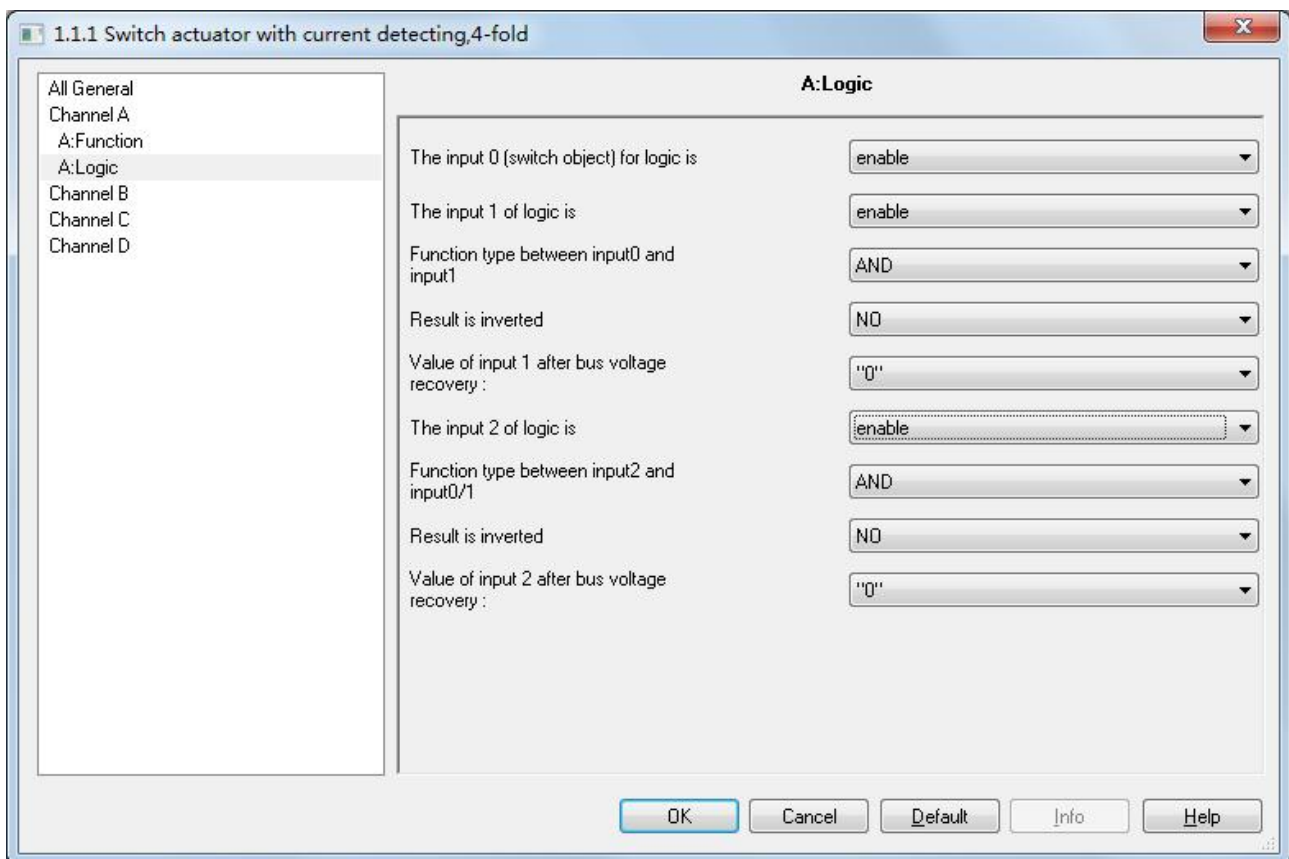 1.1.1 Switch actuator with current detecting,4-fold
All General
Channel A
A:Function
A:Logic
Channel B
Channel C
Channel D
A:Logic
The input 0 (switch object) for logic is
enable
The input 1 of logic is
enable
Function type between input0 and
input1
AND
Result is inverted
NO
Value of input 1 after bus voltage
recovery :
"0"
The input 2 of logic is
enable
Function type between input2 and
input0/1
AND
Result is inverted
NO
Value of input 2 after bus voltage
recovery :
"0"
OK
Cancel
Default
Info
Help